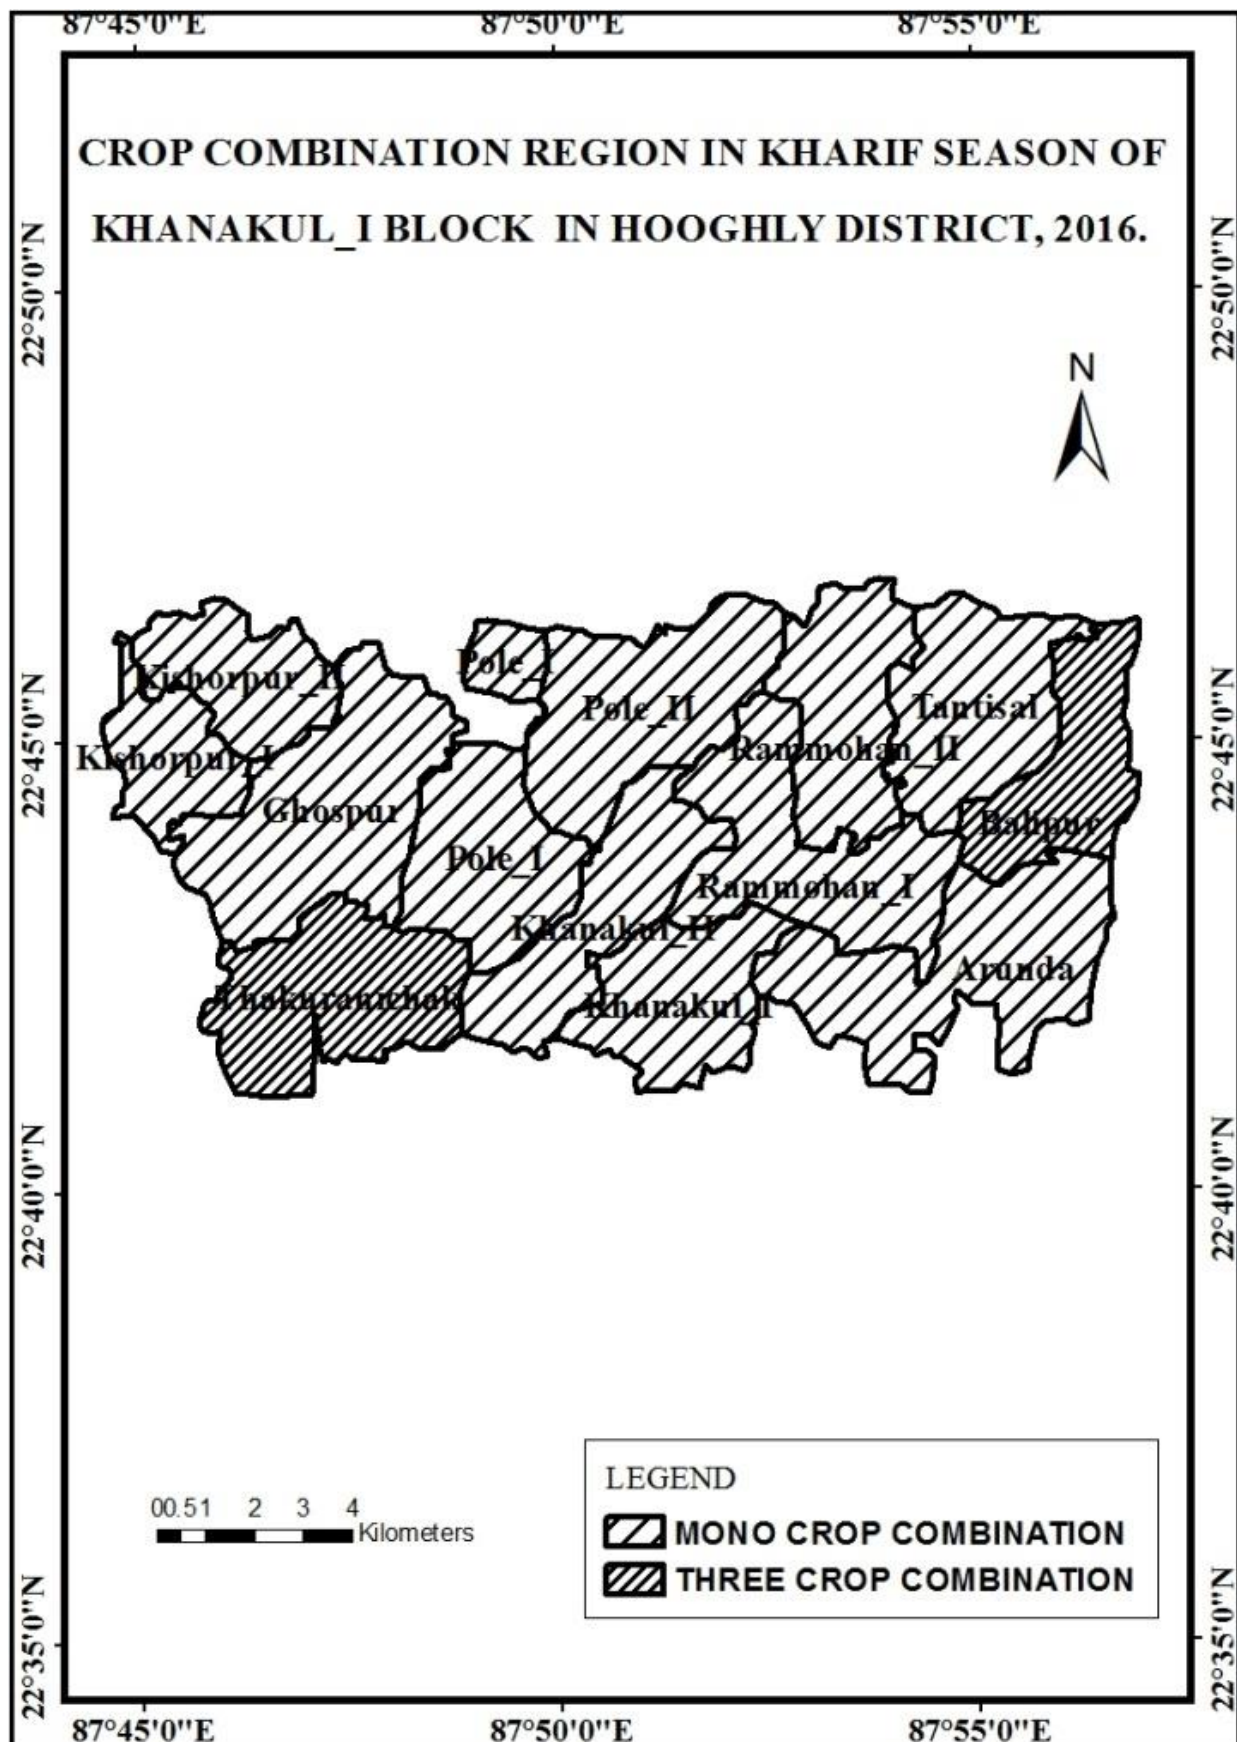 87°45'0"E 87°50'0"E 87°55'0"E
CROP COMBINATION REGION IN KHARIF SEASON OF
KHANAKUL_I BLOCK IN HOOGHLY DISTRICT, 2016.
22°50'0"N 22°50'0"N
N
Kishorpur_II Pole_I
Pole_II Tantisal
22°45'0"N 22°45'0"N
Kishorpur_I Rammohan_II
Ghospur Balipur
Pole_I Rammohan_I
Khanakul_II
Arunda
Thakuranichak Khanakul_I
22°40'0"N 22°40'0"N
LEGEND
00.51 2 3 4
Kilometers
MONO CROP COMBINATION
THREE CROP COMBINATION
22°35'0"N 22°35'0"N
87°45'0"E 87°50'0"E 87°55'0"E